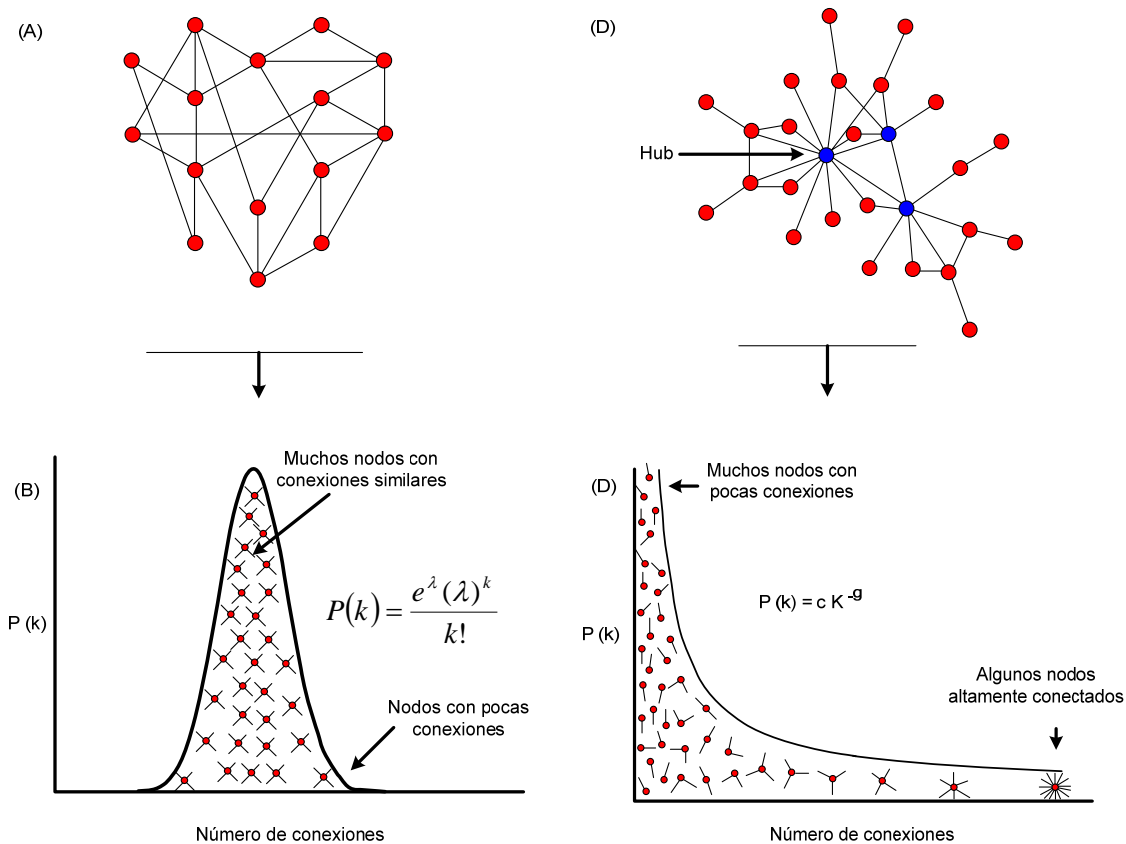 (A)
(D)
Hub
(B)
Muchos nodos con
conexiones similares
P(k) = e^λ (λ)^k / k!
P (k)
Nodos con pocas
conexiones
Número de conexiones
(D)
Muchos nodos con
pocas conexiones
P (k) = c K^-g
P (k)
Algunos nodos
altamente conectados
Número de conexiones